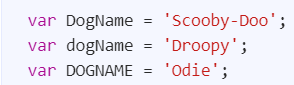 var DogName = 'Scooby-Doo';
var dogName = 'Droopy';
var DOGNAME = 'Odie';